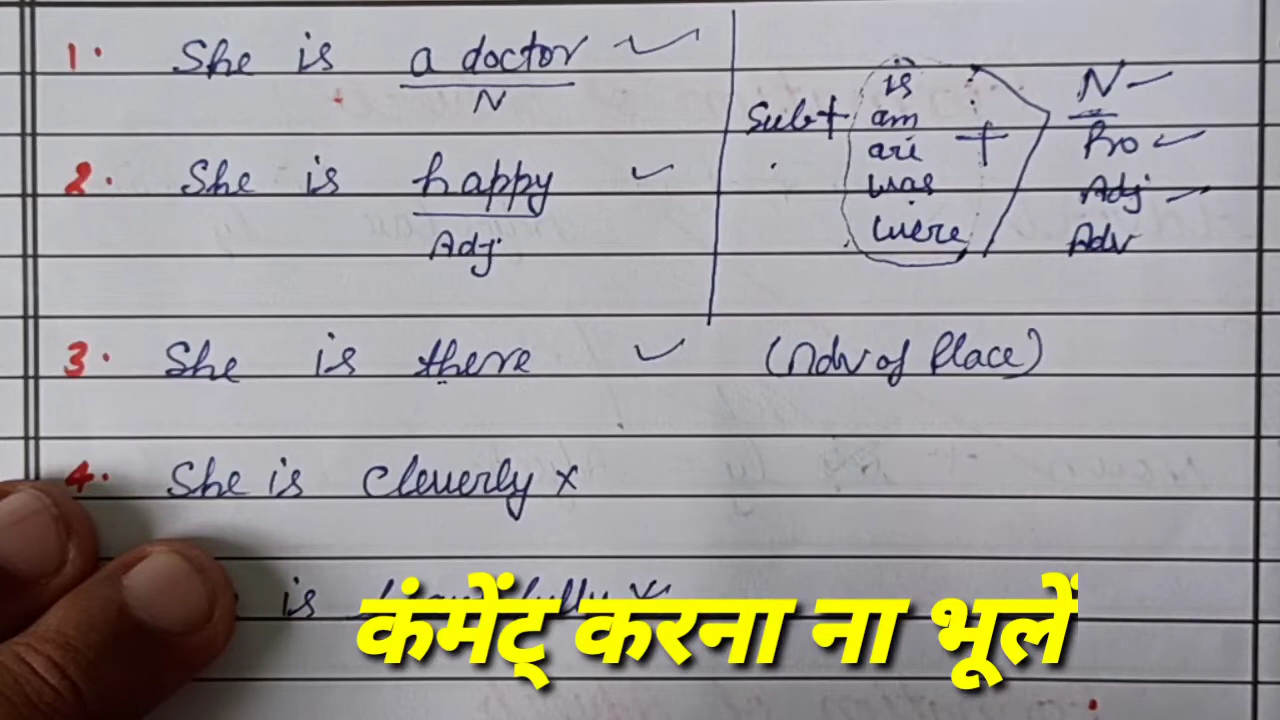 1. She is a doctor ✓
N
2. She is happy ✓
Adj
Sub +
is
am
are
was
were
+
N ✓
Pro ✓
Adj ✓
Adv
3. She is there ✓ (Adv of Place)
4. She is cleverly ×
is
कंमेंट् करना ना भूलें